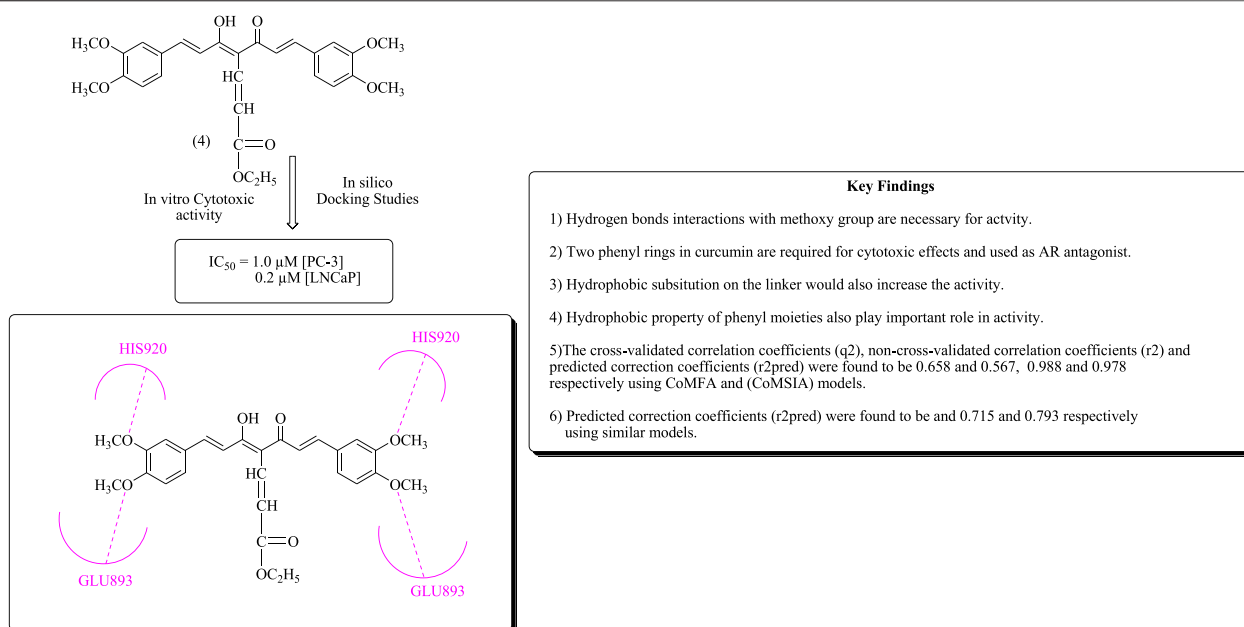 OH
O
H₃CO
OCH₃
H₃CO
OCH₃
HC
CH
(4)
C=O
OC₂H₅
In vitro Cytotoxic
activity
In silico
Docking Studies
IC₅₀ = 1.0 µM [PC-3]
0.2 µM [LNCaP]
HIS920
HIS920
OH
O
H₃CO
OCH₃
H₃CO
OCH₃
HC
CH
C=O
OC₂H₅
GLU893
GLU893
Key Findings
1) Hydrogen bonds interactions with methoxy group are necessary for actvity.
2) Two phenyl rings in curcumin are required for cytotoxic effects and used as AR antagonist.
3) Hydrophobic subsitution on the linker would also increase the activity.
4) Hydrophobic property of phenyl moieties also play important role in activity.
5)The cross-validated correlation coefficients (q2), non-cross-validated correlation coefficients (r2) and
predicted correction coefficients (r2pred) were found to be 0.658 and 0.567, 0.988 and 0.978
respectively using CoMFA and (CoMSIA) models.
6) Predicted correction coefficients (r2pred) were found to be and 0.715 and 0.793 respectively
using similar models.